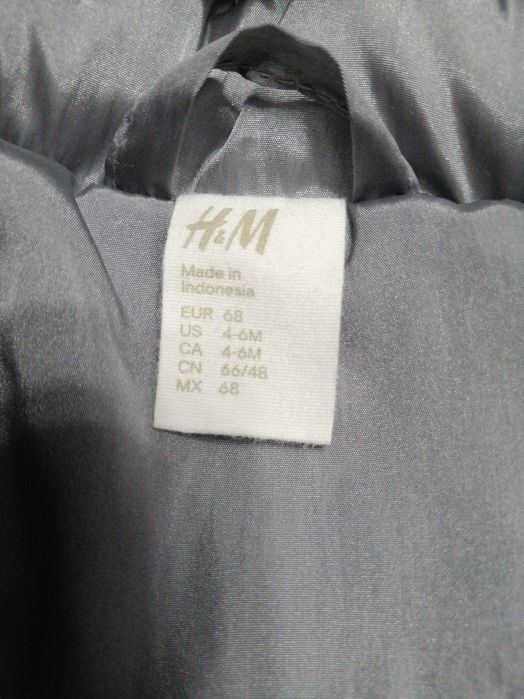 H&M
Made in
Indonesia
EUR 68
US 4-6M
CA 4-6M
CN 66/48
MX 68